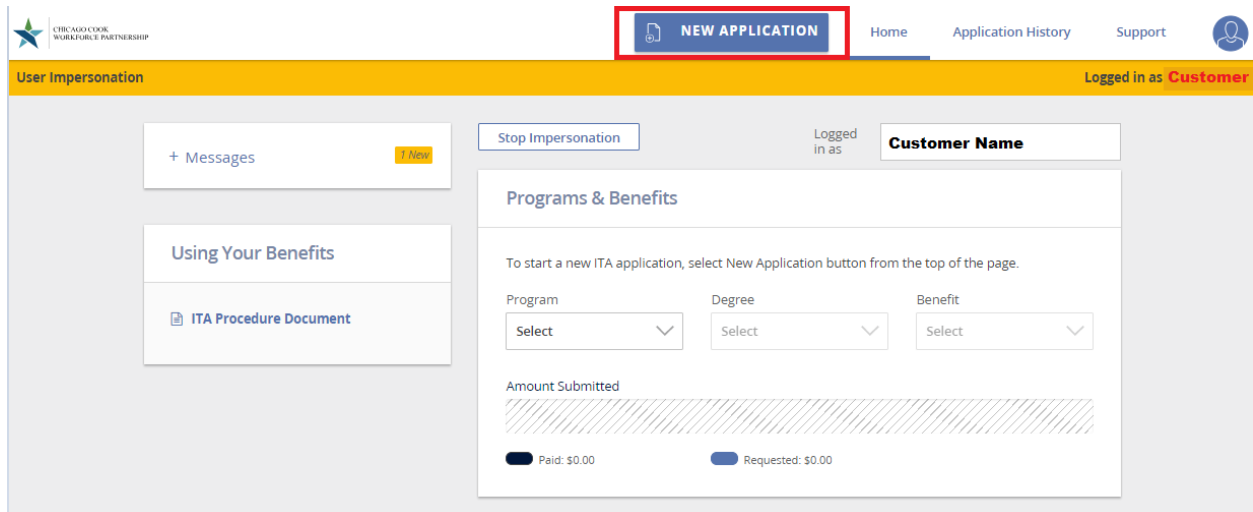 CHICAGO COOK
WORKFORCE PARTNERSHIP
NEW APPLICATION
Home
Application History
Support
User Impersonation
Logged in as Customer
+ Messages
1 New
Stop Impersonation
Logged
in as
Customer Name
Using Your Benefits
ITA Procedure Document
Programs & Benefits
To start a new ITA application, select New Application button from the top of the page.
Program
Degree
Benefit
Select
Select
Select
Amount Submitted
Paid: $0.00
Requested: $0.00